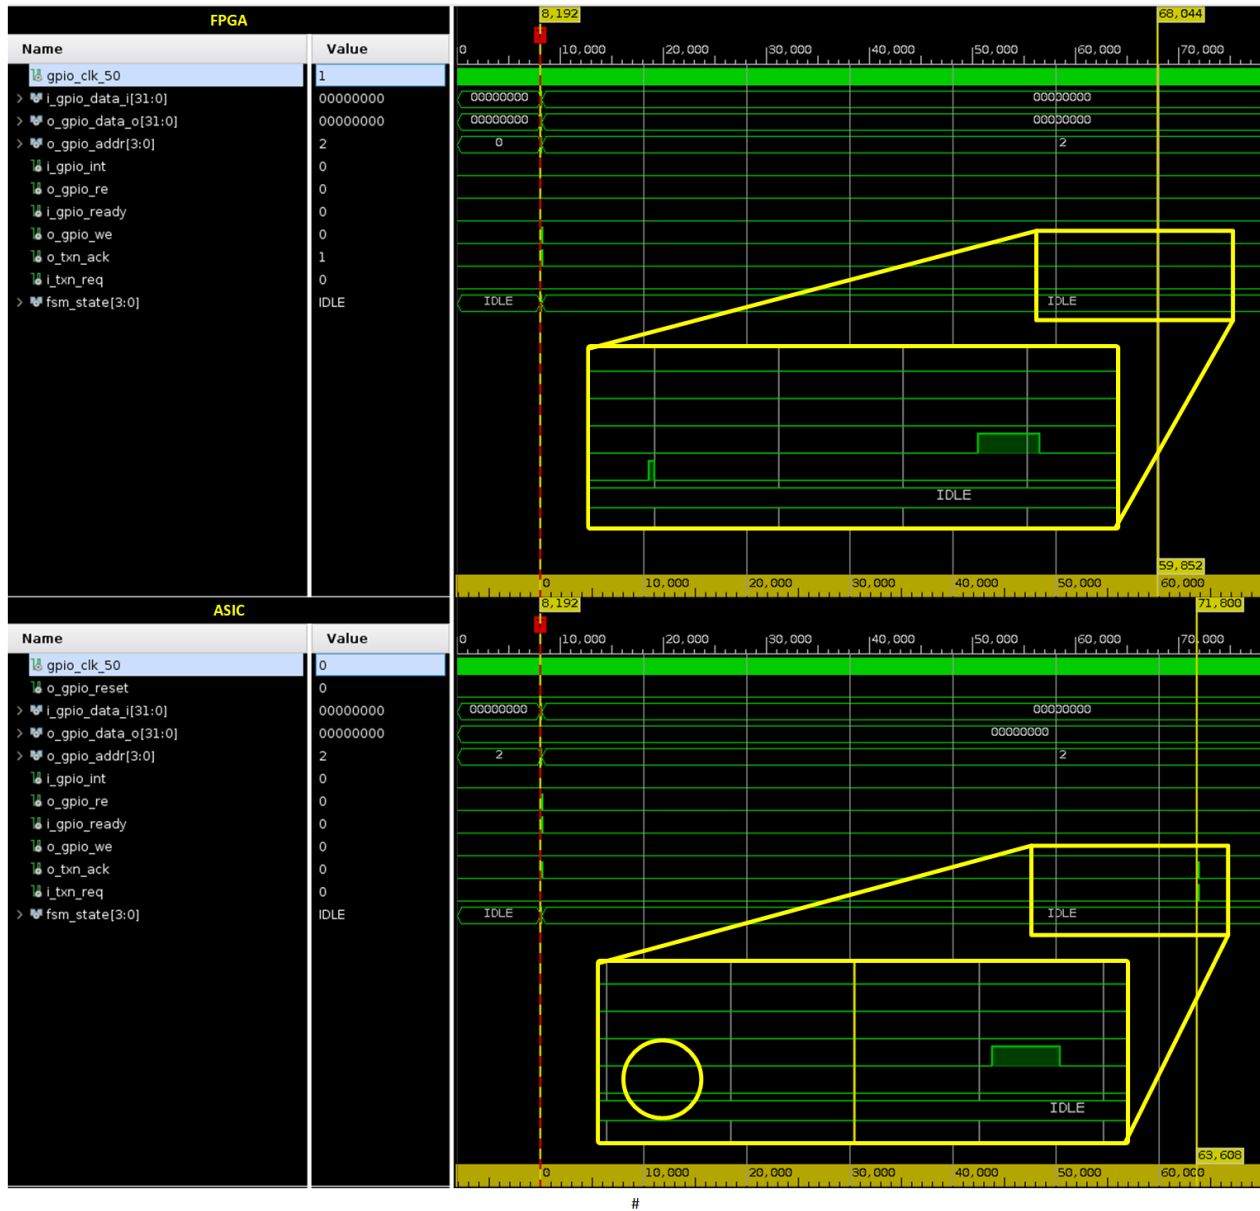 FPGA
8,192 68,044
Name Value
0 10,000 20,000 30,000 40,000 50,000 60,000 70,000
gpio_clk_50 1
i_gpio_data_i[31:0] 00000000 00000000 00000000
o_gpio_data_o[31:0] 00000000 00000000 00000000
o_gpio_addr[3:0] 2 0 2
i_gpio_int 0
o_gpio_re 0
i_gpio_ready 0
o_gpio_we 0
o_txn_ack 1
i_txn_req 0
fsm_state[3:0] IDLE IDLE IDLE
IDLE
59,852
0 10,000 20,000 30,000 40,000 50,000 60,000
ASIC
8,192 71,800
Name Value
0 10,000 20,000 30,000 40,000 50,000 60,000 70,000
gpio_clk_50 0
o_gpio_reset 0
i_gpio_data_i[31:0] 00000000 00000000 00000000
o_gpio_data_o[31:0] 00000000 00000000
o_gpio_addr[3:0] 2 2 2
i_gpio_int 0
o_gpio_re 0
i_gpio_ready 0
o_gpio_we 0
o_txn_ack 0
i_txn_req 0
fsm_state[3:0] IDLE IDLE IDLE
IDLE
63,608
0 10,000 20,000 30,000 40,000 50,000 60,000
#